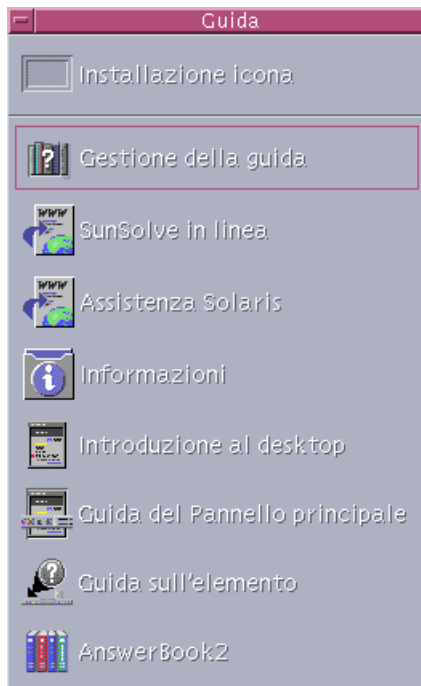 Guida
Installazione icona
Gestione della guida
SunSolve in linea
Assistenza Solaris
Informazioni
Introduzione al desktop
Guida del Pannello principale
Guida sull'elemento
AnswerBook2